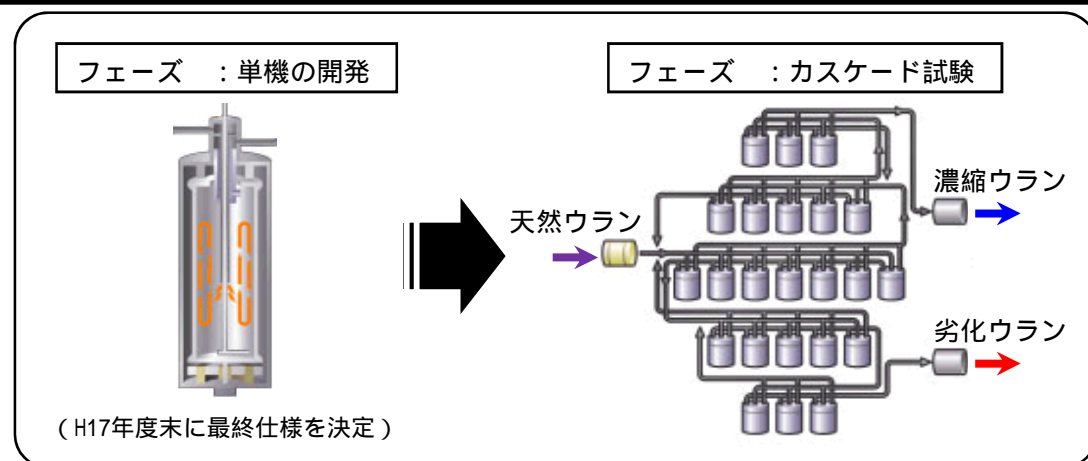 フェーズ　：単機の開発
フェーズ　：カスケード試験
天然ウラン
濃縮ウラン
劣化ウラン
（H17年度末に最終仕様を決定）